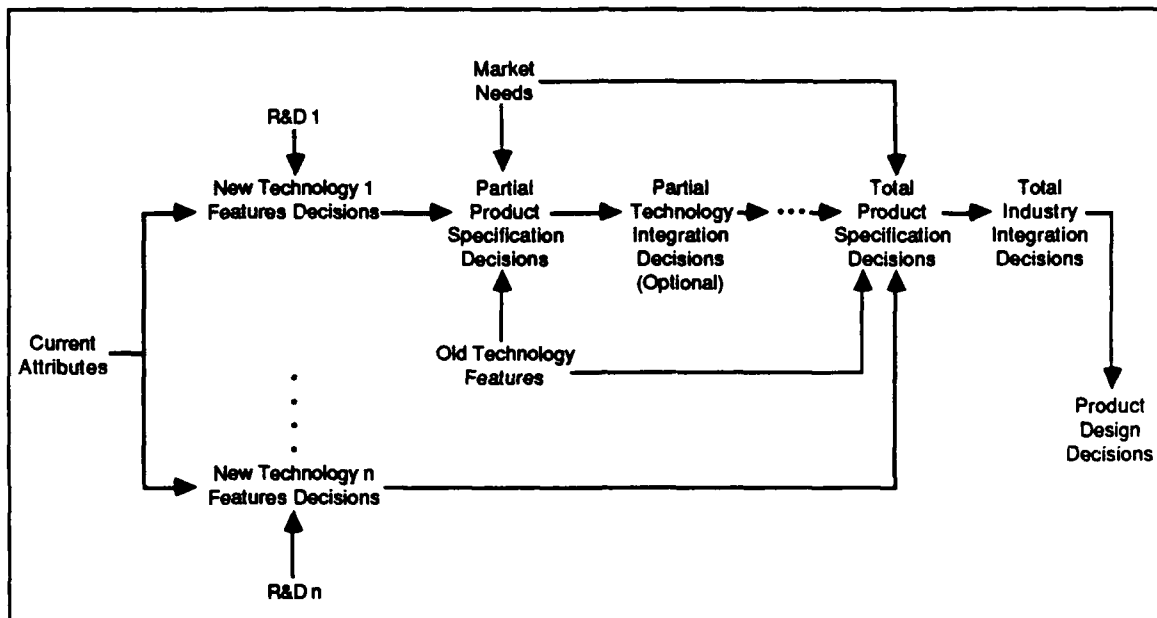 Market
Needs
R&D 1
New Technology 1
Features Decisions
Partial
Product
Specification
Decisions
Partial
Technology
Integration
Decisions
(Optional)
Total
Product
Specification
Decisions
Total
Industry
Integration
Decisions
Current
Attributes
Old Technology
Features
Product
Design
Decisions
New Technology n
Features Decisions
R&D n